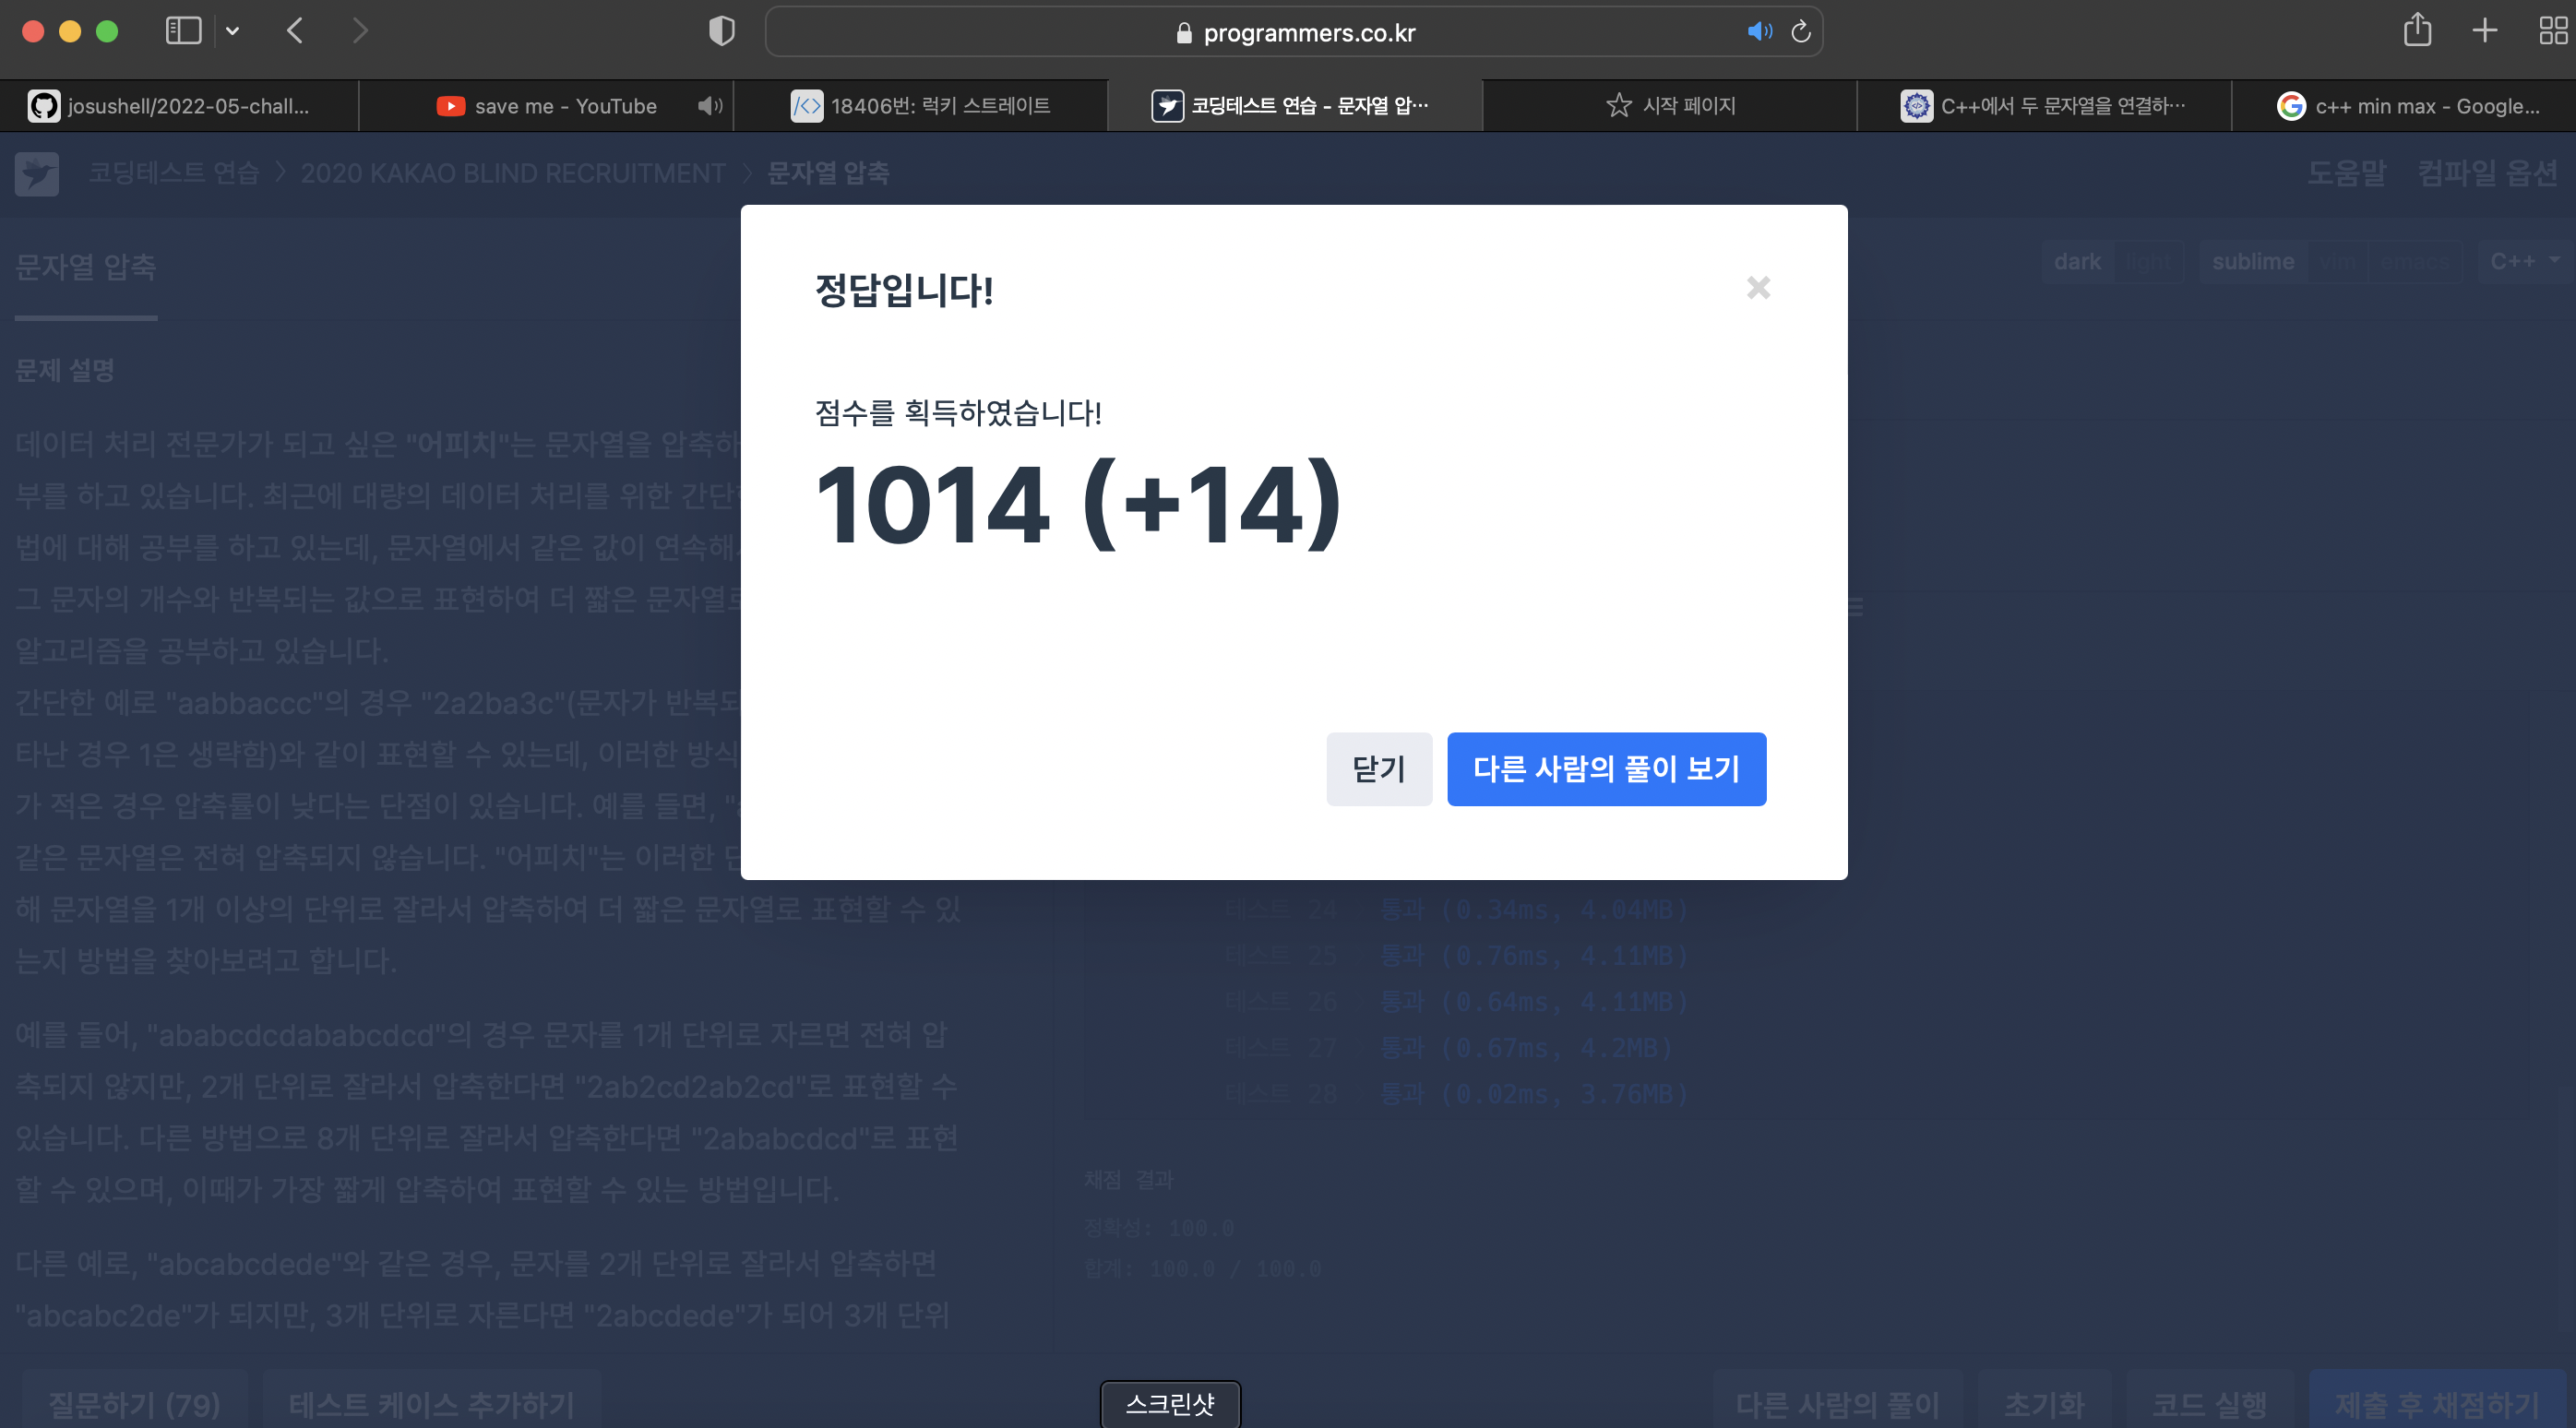 programmers.co.kr
josushell/2022-05-chall...
save me - YouTube
18406번: 럭키 스트레이트
코딩테스트 연습 - 문자열 압…
시작 페이지
C++에서 두 문자열을 연결하…
c++ min max - Google...
코딩테스트 연습 > 2020 KAKAO BLIND RECRUITMENT > 문자열 압축
도움말 컴파일 옵션
문자열 압축
dark light sublime vim emacs C++
문제 설명
데이터 처리 전문가가 되고 싶은 "어피치"는 문자열을 압축하
부를 하고 있습니다. 최근에 대량의 데이터 처리를 위한 간단한
법에 대해 공부를 하고 있는데, 문자열에서 같은 값이 연속해서
그 문자의 개수와 반복되는 값으로 표현하여 더 짧은 문자열로
알고리즘을 공부하고 있습니다.
간단한 예로 "aabbaccc"의 경우 "2a2ba3c"(문자가 반복되
타난 경우 1은 생략함)와 같이 표현할 수 있는데, 이러한 방식
가 적은 경우 압축률이 낮다는 단점이 있습니다. 예를 들면, "a
같은 문자열은 전혀 압축되지 않습니다. "어피치"는 이러한 단
해 문자열을 1개 이상의 단위로 잘라서 압축하여 더 짧은 문자열로 표현할 수 있
는지 방법을 찾아보려고 합니다.
예를 들어, "ababcdcdababcdcd"의 경우 문자를 1개 단위로 자르면 전혀 압
축되지 않지만, 2개 단위로 잘라서 압축한다면 "2ab2cd2ab2cd"로 표현할 수
있습니다. 다른 방법으로 8개 단위로 잘라서 압축한다면 "2ababcdcd"로 표현
할 수 있으며, 이때가 가장 짧게 압축하여 표현할 수 있는 방법입니다.
다른 예로, "abcabcdede"와 같은 경우, 문자를 2개 단위로 잘라서 압축하면
"abcabc2de"가 되지만, 3개 단위로 자른다면 "2abcdede"가 되어 3개 단위
정답입니다!
점수를 획득하였습니다!
1014 (+14)
닫기
다른 사람의 풀이 보기
테스트 24 통과 (0.34ms, 4.04MB)
테스트 25 통과 (0.76ms, 4.11MB)
테스트 26 통과 (0.64ms, 4.11MB)
테스트 27 통과 (0.67ms, 4.2MB)
테스트 28 통과 (0.02ms, 3.76MB)
채점 결과
정확성: 100.0
합계: 100.0 / 100.0
질문하기 (79)
테스트 케이스 추가하기
스크린샷
다른 사람의 풀이
초기화
코드 실행
제출 후 채점하기